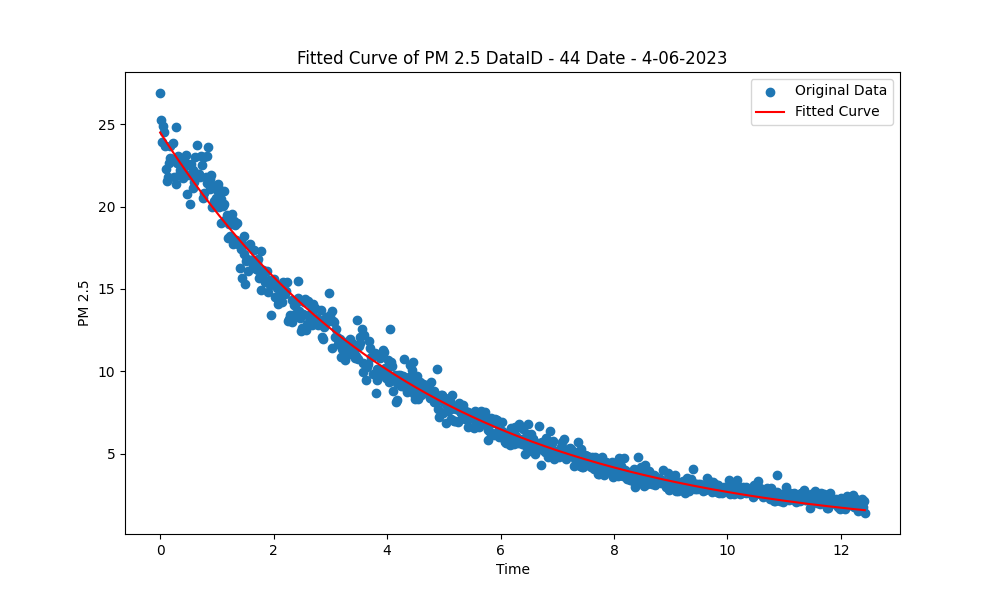 Fitted Curve of PM 2.5 DataID - 44 Date - 4-06-2023
Original Data
Fitted Curve
25
20
15
10
5
PM 2.5
0 2 4 6 8 10 12
Time